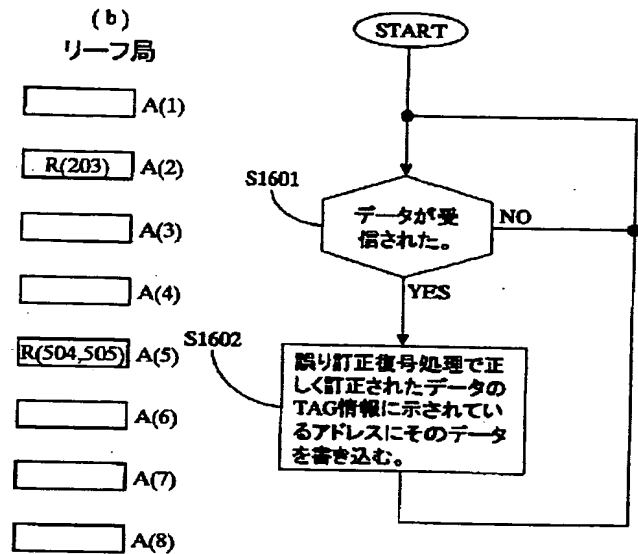 (b)
リーフ局
A(1)
R(203) A(2)
A(3)
A(4)
R(504,505) A(5)
A(6)
A(7)
A(8)
START
S1601
データが受
信された。
NO
YES
S1602
誤り訂正復号処理で正
しく訂正されたデータの
TAG情報に示されてい
るアドレスにそのデータ
を書き込む。